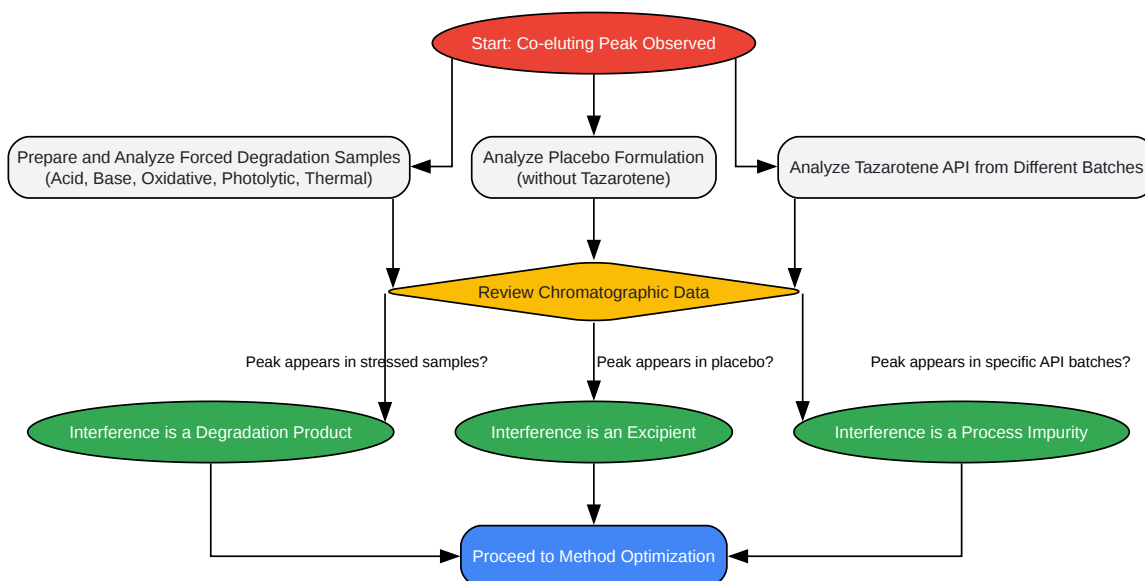 Start: Co-eluting Peak Observed
Prepare and Analyze Forced Degradation Samples
(Acid, Base, Oxidative, Photolytic, Thermal)
Analyze Placebo Formulation
(without Tazarotene)
Analyze Tazarotene API from Different Batches
Review Chromatographic Data
Peak appears in stressed samples?
Peak appears in placebo?
Peak appears in specific API batches?
Interference is a Degradation Product
Interference is an Excipient
Interference is a Process Impurity
Proceed to Method Optimization